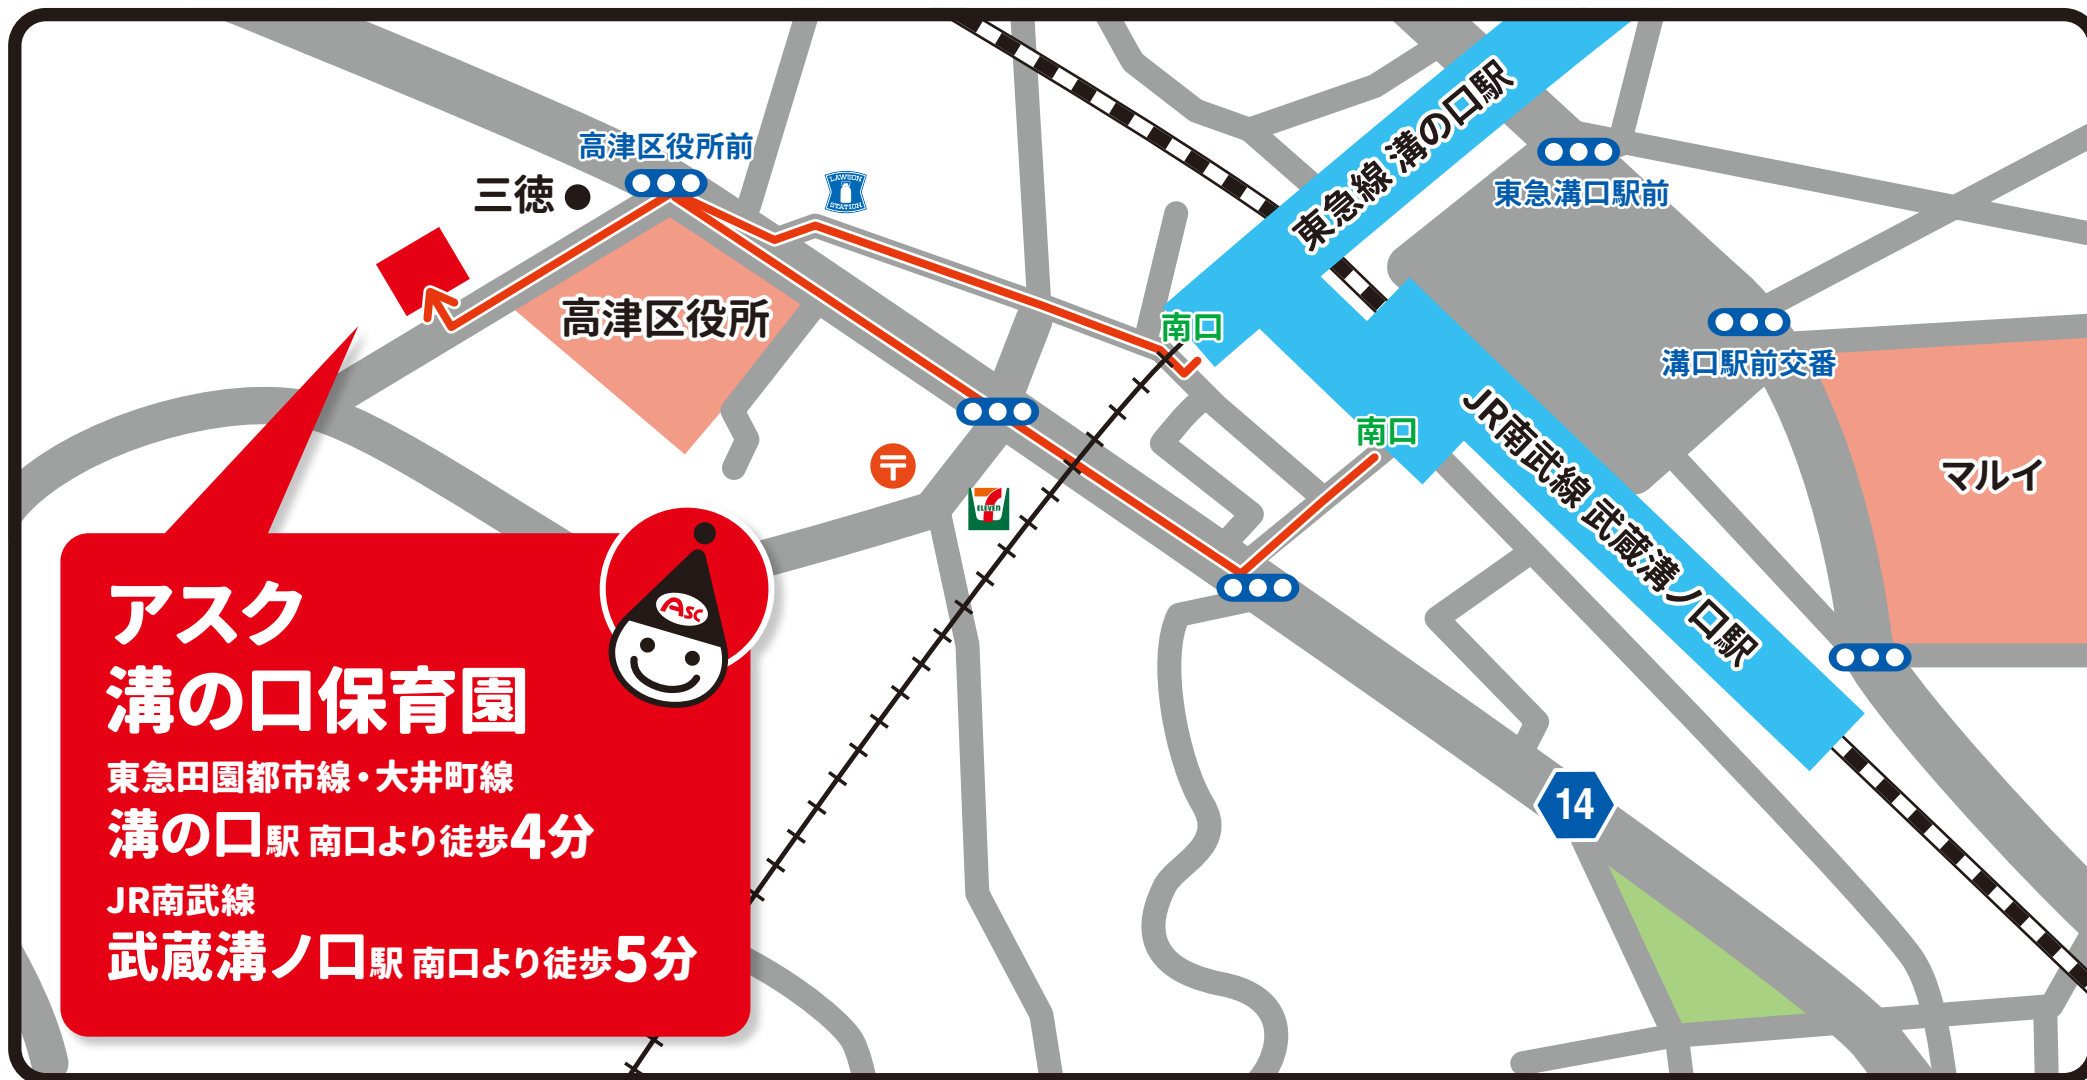 高津区役所前
三徳
LAWSON
STATION
高津区役所
東急線 溝の口駅
東急溝口駅前
溝口駅前交番
南口
南口
JR南武線 武蔵溝ノ口駅
マルイ
〒
7
ELEVEN
14
ASC
アスク
溝の口保育園
東急田園都市線・大井町線
溝の口駅 南口より徒歩4分
JR南武線
武蔵溝ノ口駅 南口より徒歩5分